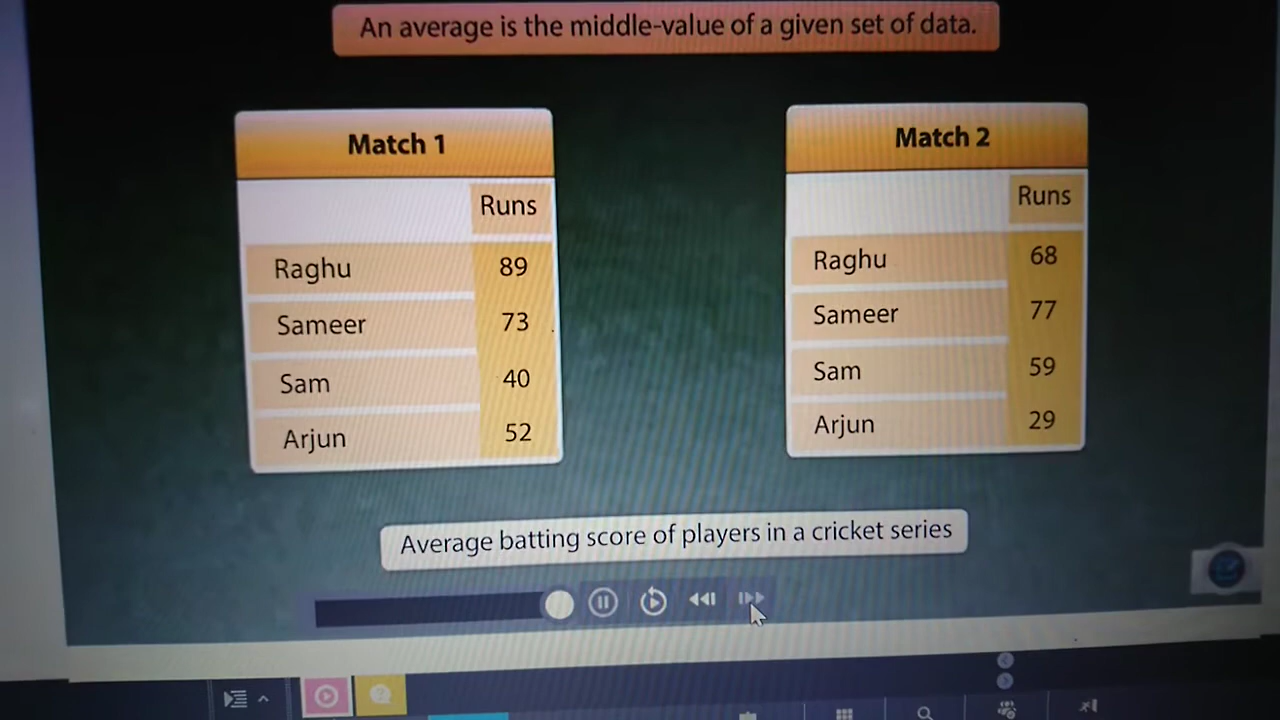 An average is the middle-value of a given set of data.
Match 1
Runs
Raghu 89
Sameer 73
Sam 40
Arjun 52
Match 2
Runs
Raghu 68
Sameer 77
Sam 59
Arjun 29
Average batting score of players in a cricket series